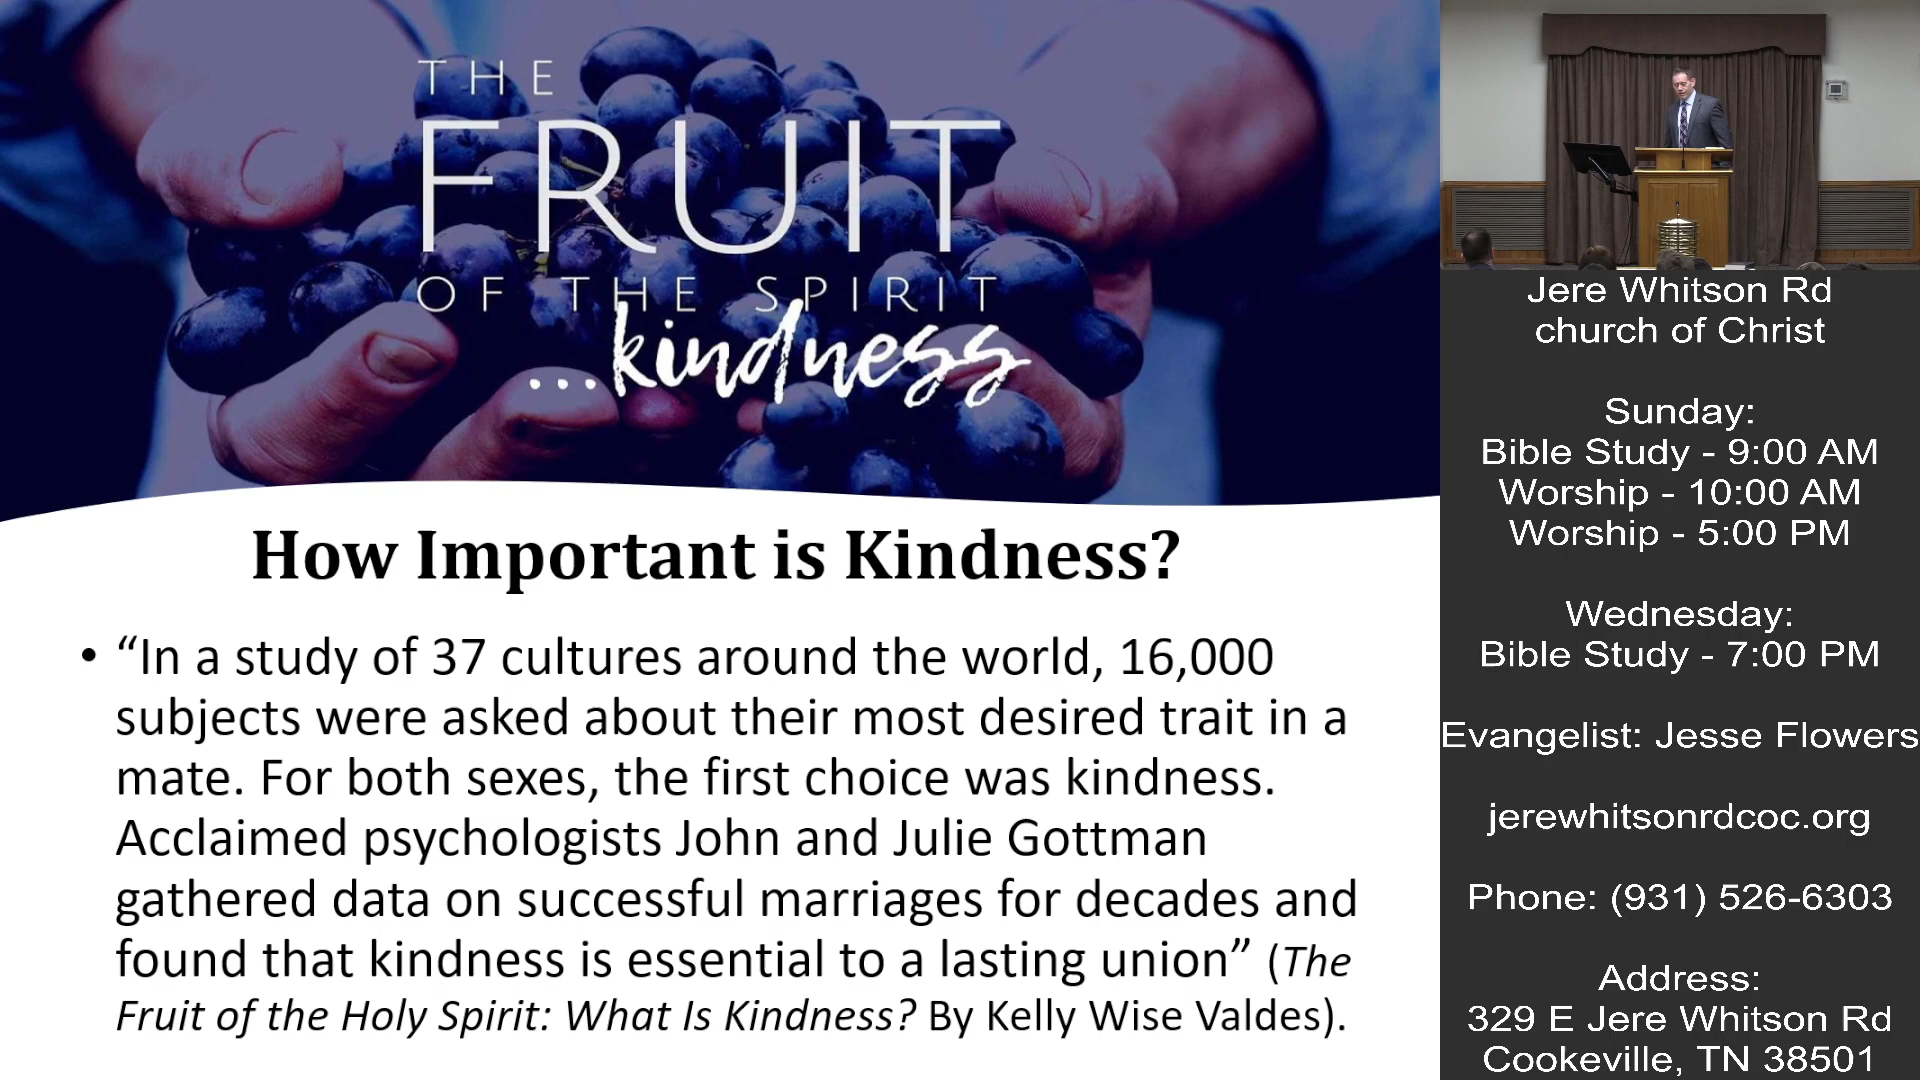 THE
FRUIT
OF THE SPIRIT
...kindness
How Important is Kindness?
• “In a study of 37 cultures around the world, 16,000
subjects were asked about their most desired trait in a
mate. For both sexes, the first choice was kindness.
Acclaimed psychologists John and Julie Gottman
gathered data on successful marriages for decades and
found that kindness is essential to a lasting union” (The
Fruit of the Holy Spirit: What Is Kindness? By Kelly Wise Valdes).
Jere Whitson Rd
church of Christ
Sunday:
Bible Study - 9:00 AM
Worship - 10:00 AM
Worship - 5:00 PM
Wednesday:
Bible Study - 7:00 PM
Evangelist: Jesse Flowers
jerewhitsonrdcoc.org
Phone: (931) 526-6303
Address:
329 E Jere Whitson Rd
Cookeville, TN 38501